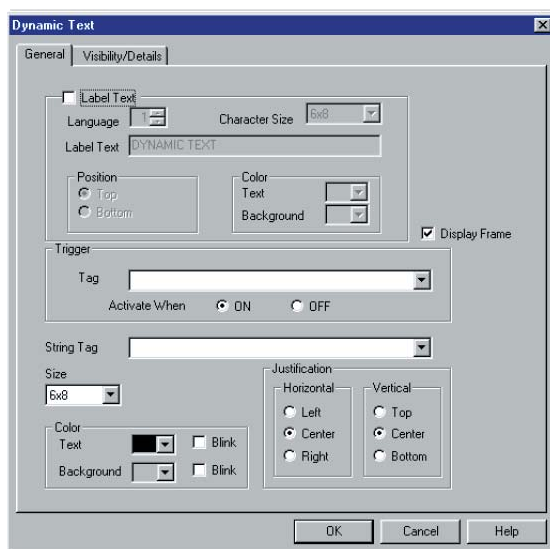 Dynamic Text
General Visibility/Details
Label Text
Language 1 Character Size 6x8
Label Text DYNAMIC TEXT
Position
Top
Bottom
Color
Text
Background
Display Frame
Trigger
Tag
Activate When ON OFF
String Tag
Size
6x8
Color
Text Blink
Background Blink
Justification
Horizontal
Left
Center
Right
Vertical
Top
Center
Bottom
OK Cancel Help